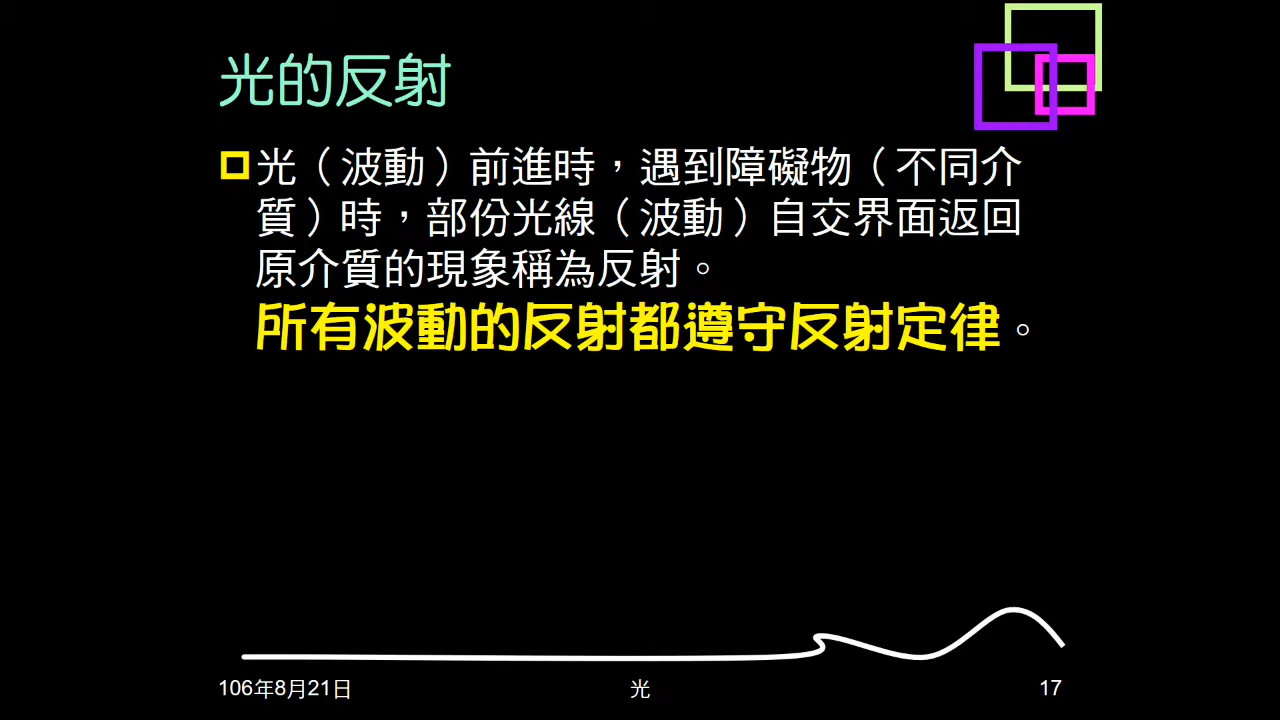 光的反射
光（波動）前進時，遇到障礙物（不同介
質）時，部份光線（波動）自交界面返回
原介質的現象稱為反射。
所有波動的反射都遵守反射定律。
106年8月21日
光
17